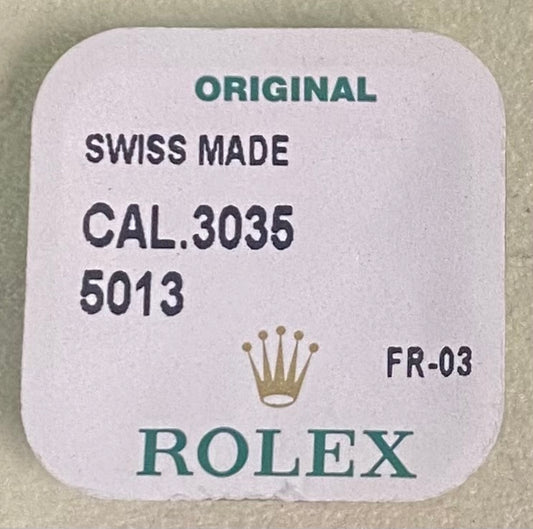 ORIGINAL
SWISS MADE
CAL.3035
5013
FR-03
ROLEX